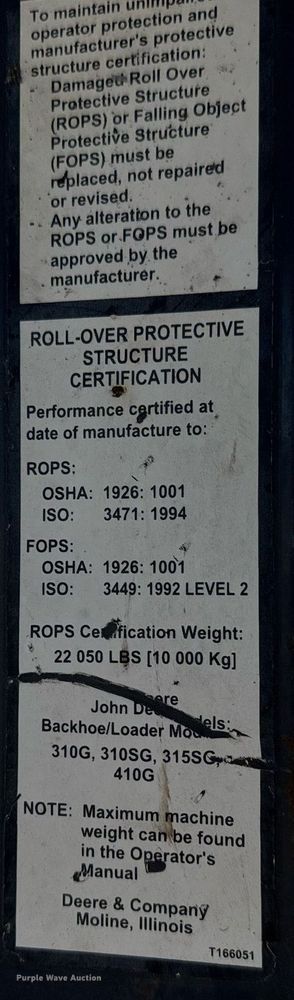 To maintain
operator protection and
manufacturer's protective
structure certification:
- Damaged Roll Over
Protective Structure
(ROPS) or Falling Object
Protective Structure
(FOPS) must be
replaced, not repaired
or revised.
- Any alteration to the
ROPS or FOPS must be
approved by the
manufacturer.
ROLL-OVER PROTECTIVE
STRUCTURE
CERTIFICATION
Performance certified at
date of manufacture to:
ROPS:
OSHA: 1926: 1001
ISO: 3471: 1994
FOPS:
OSHA: 1926: 1001
ISO: 3449: 1992 LEVEL 2
ROPS Certification Weight:
22 050 LBS [10 000 Kg]
John Deere
Backhoe/Loader Models:
310G, 310SG, 315SG,
410G
NOTE: Maximum machine
weight can be found
in the Operator's
Manual
Deere & Company
Moline, Illinois
T166051
Purple Wave Auction